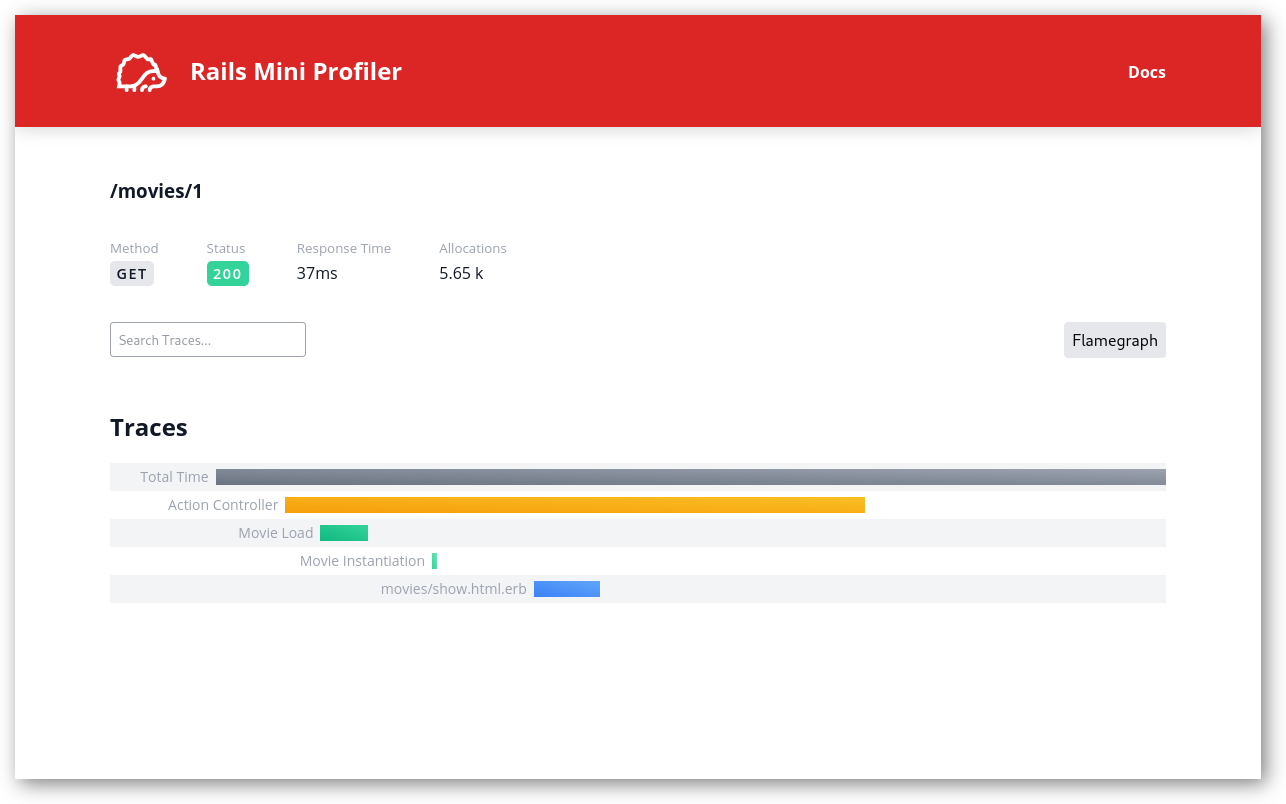 Rails Mini Profiler
Docs
/movies/1
Method Status Response Time Allocations
GET 200 37ms 5.65 k
Search Traces...
Flamegraph
Traces
Total Time
Action Controller
Movie Load
Movie Instantiation
movies/show.html.erb